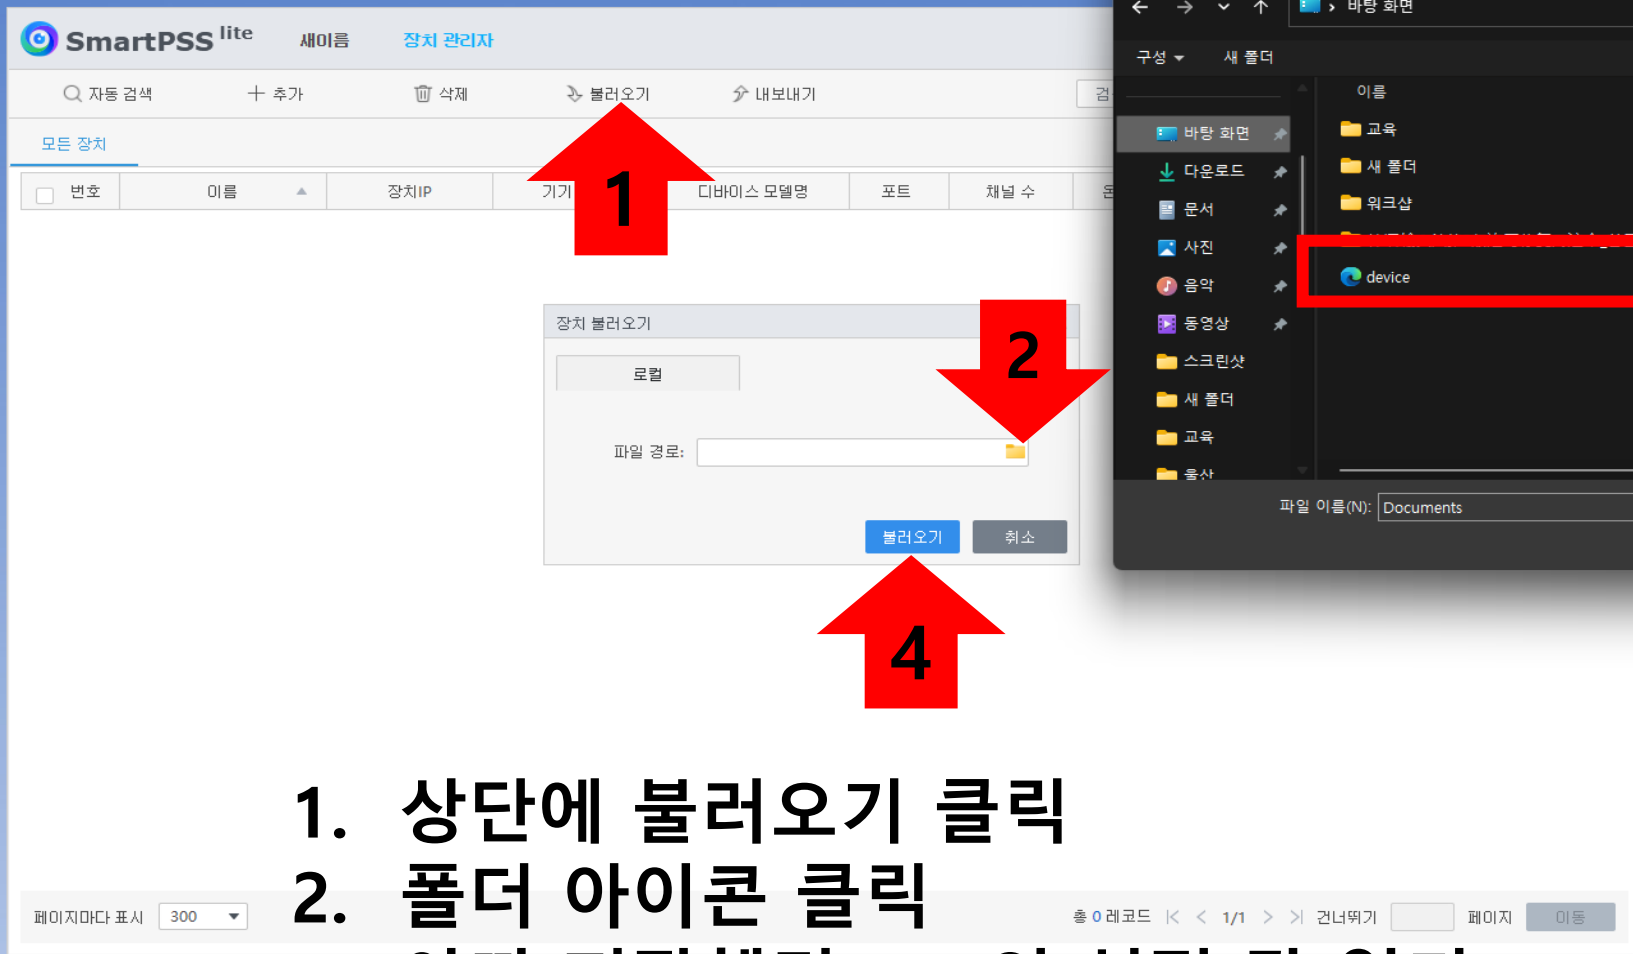 SmartPSS lite 새이름 장치 관리자
자동 검색 추가 삭제 불러오기 내보내기
모든 장치
번호 이름 장치IP 기기 디바이스 모델명 포트 채널 수
1
장치 불러오기
로컬
파일 경로:
불러오기 취소
2
4
바탕 화면
구성 새 폴더
이름
바탕 화면
다운로드
문서
사진
음악
동영상
스크린샷
새 폴더
교육
울산
교육
새 폴더
워크샵
device
파일 이름(N): Documents
1. 상단에 불러오기 클릭
2. 폴더 아이콘 클릭
페이지마다 표시 300
총 0 레코드 |< < 1/1 > >| 건너뛰기 페이지 이동